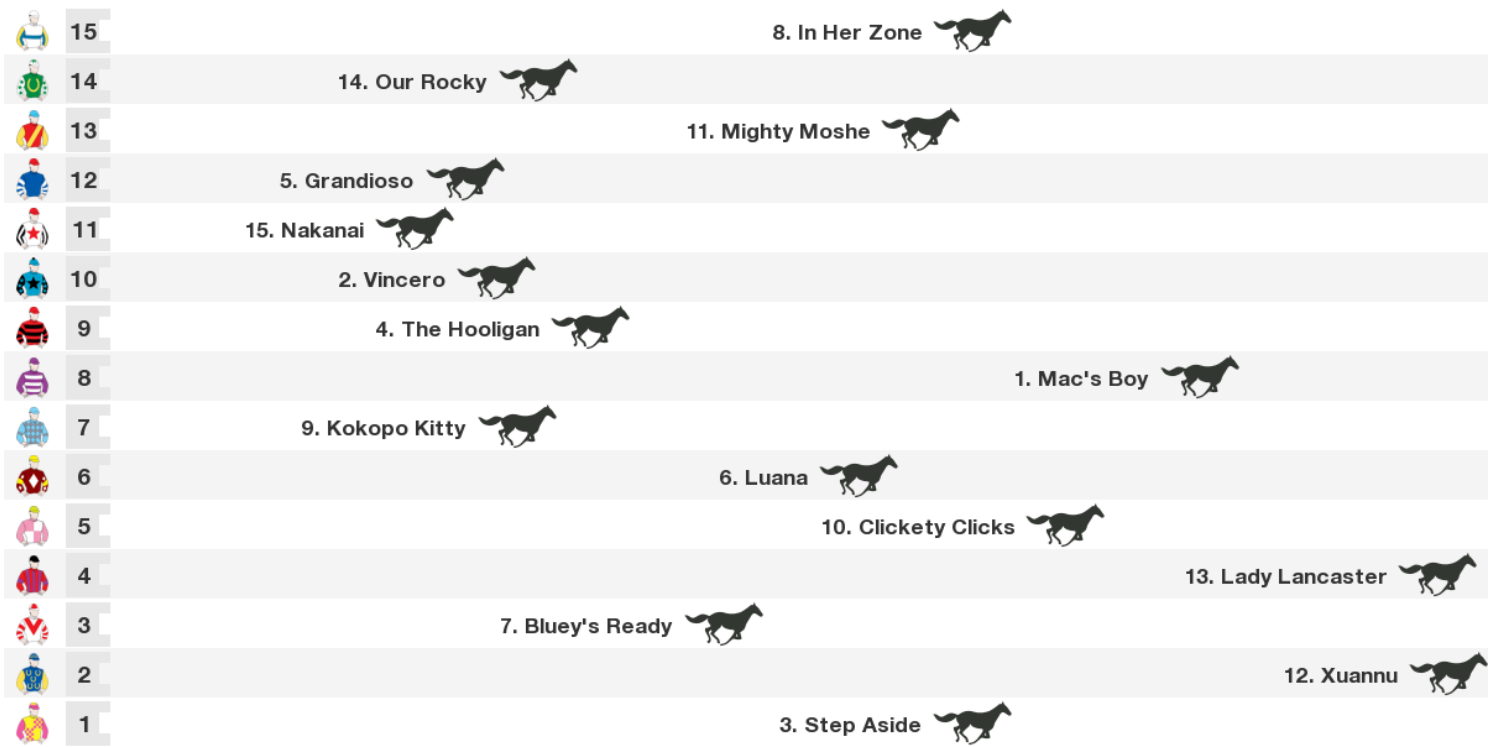 15 8. In Her Zone
14 14. Our Rocky
13 11. Mighty Moshe
12 5. Grandioso
11 15. Nakanai
10 2. Vincero
9 4. The Hooligan
8 1. Mac's Boy
7 9. Kokopo Kitty
6 6. Luana
5 10. Clickety Clicks
4 13. Lady Lancaster
3 7. Bluey's Ready
2 12. Xuannu
1 3. Step Aside